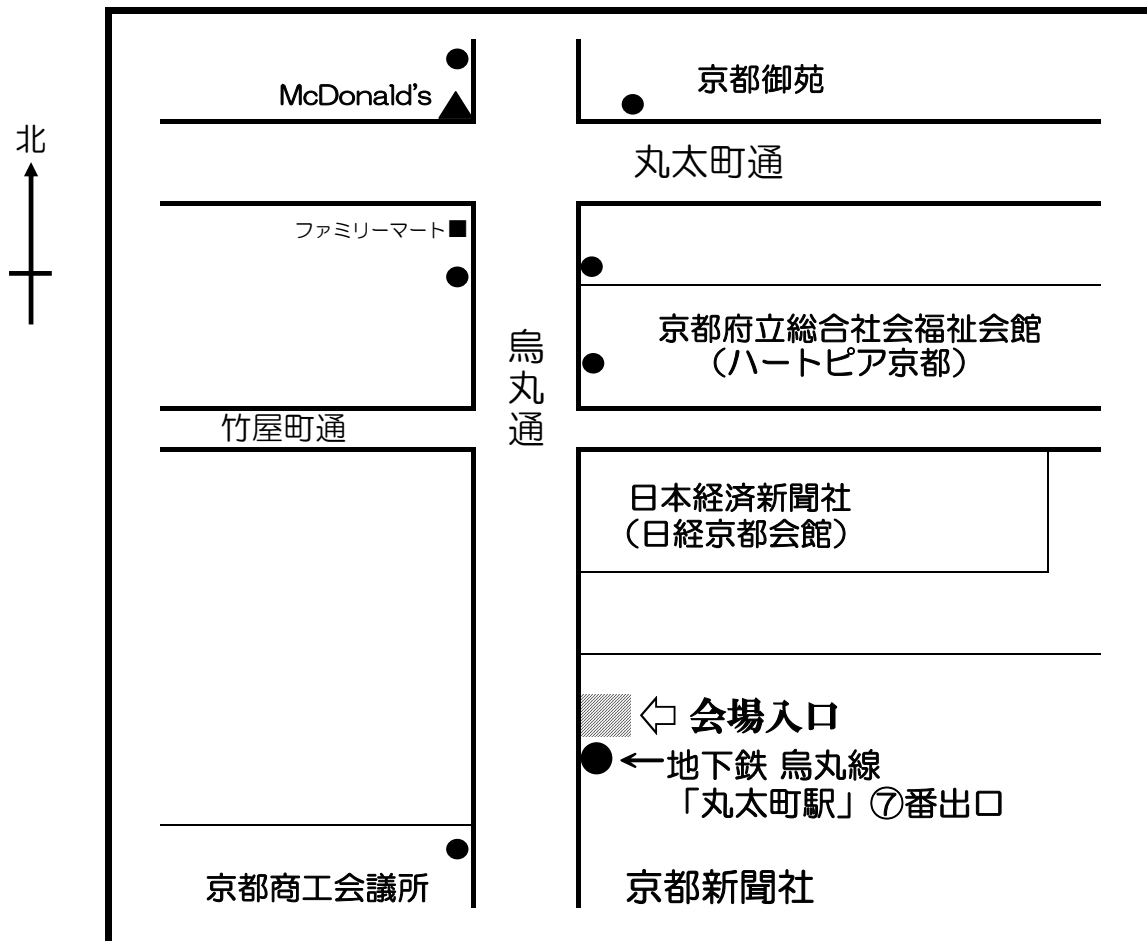 京都御苑
McDonald's
北
丸太町通
ファミリーマート
京都府立総合社会福祉会館
（ハートピア京都）
烏丸通
竹屋町通
日本経済新聞社
（日経京都会館）
会場入口
地下鉄 烏丸線
「丸太町駅」⑦番出口
京都商工会議所
京都新聞社